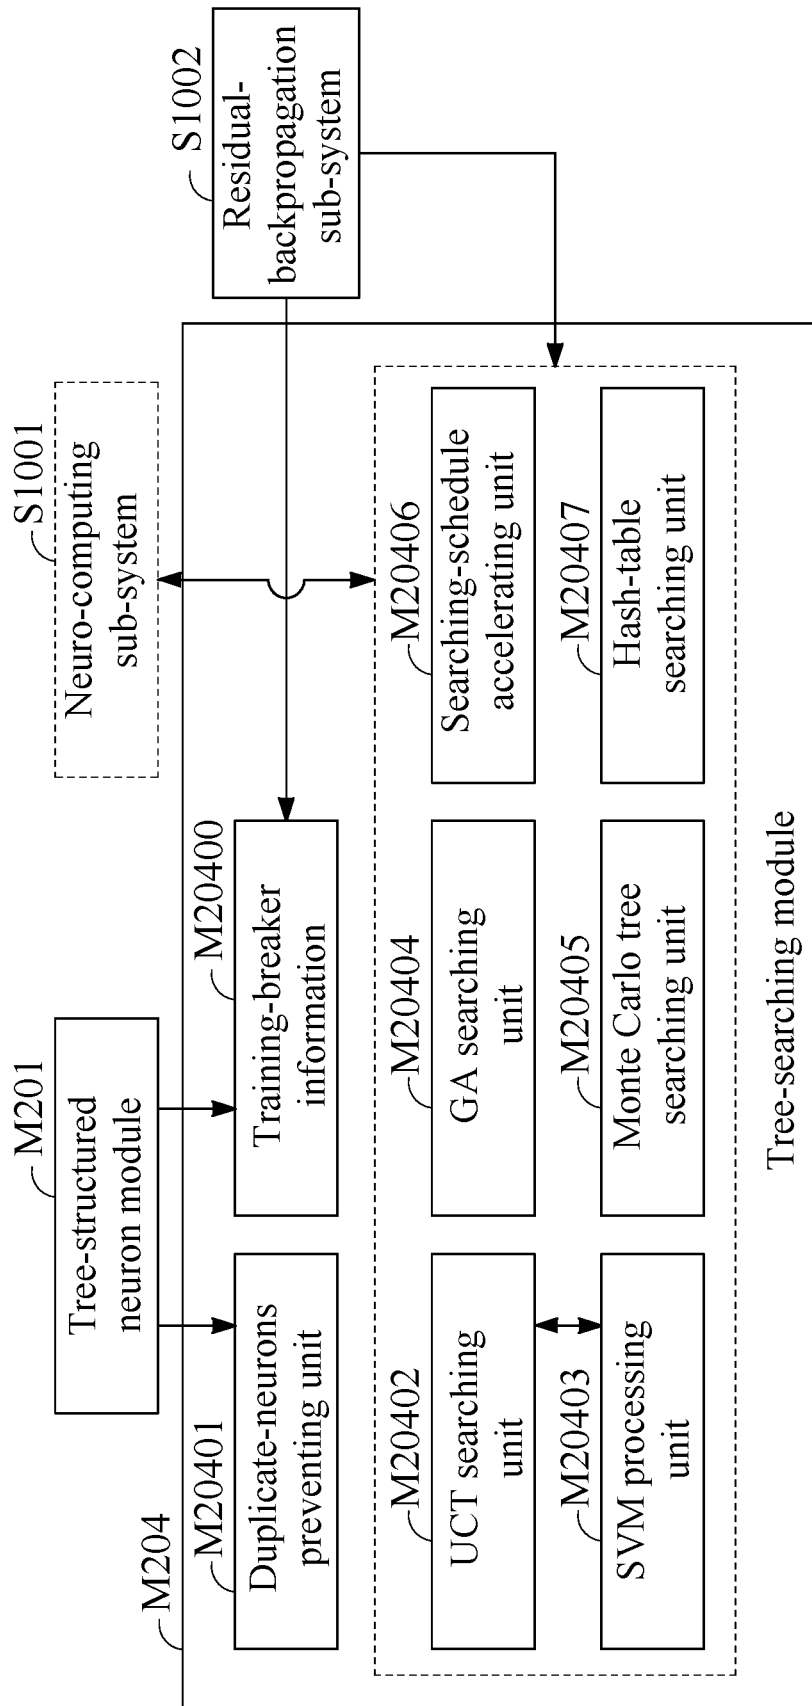 M204
M201
Tree-structured
neuron module
S1001
Neuro-computing
sub-system
S1002
Residual-
backpropagation
sub-system
M20401
Duplicate-neurons
preventing unit
M20400
Training-breaker
information
M20402
UCT searching
unit
M20404
GA searching
unit
M20406
Searching-schedule
accelerating unit
M20403
SVM processing
unit
M20405
Monte Carlo tree
searching unit
M20407
Hash-table
searching unit
Tree-searching module